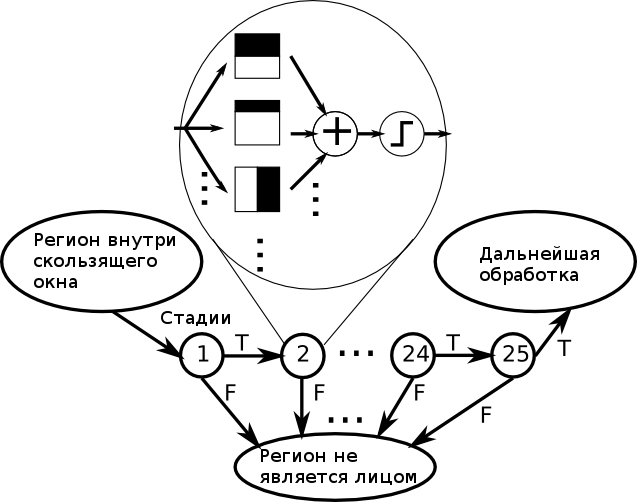 Регион внутри
скользящего
окна
Дальнейшая
обработка
Стадии
1
T
2
24
T
25
T
F
F
F
F
Регион не
является лицом